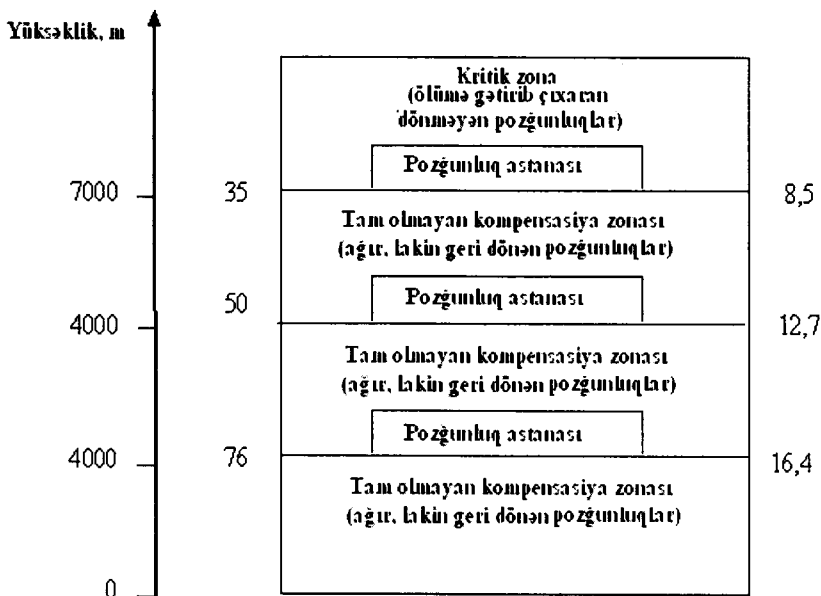 Yüksəklik, m
Kritik zona
(ölümə gətirib çıxaran
dönməyən pozğunluqlar)
Pozğunluq astanası
7000
35
8,5
Tam olmayan kompensasiya zonası
(ağır, lakin geri dönən pozğunluqlar)
Pozğunluq astanası
50
4000
12,7
Tam olmayan kompensasiya zonası
(ağır, lakin geri dönən pozğunluqlar)
Pozğunluq astanası
4000
76
16,4
Tam olmayan kompensasiya zonası
(ağır, lakin geri dönən pozğunluqlar)
0